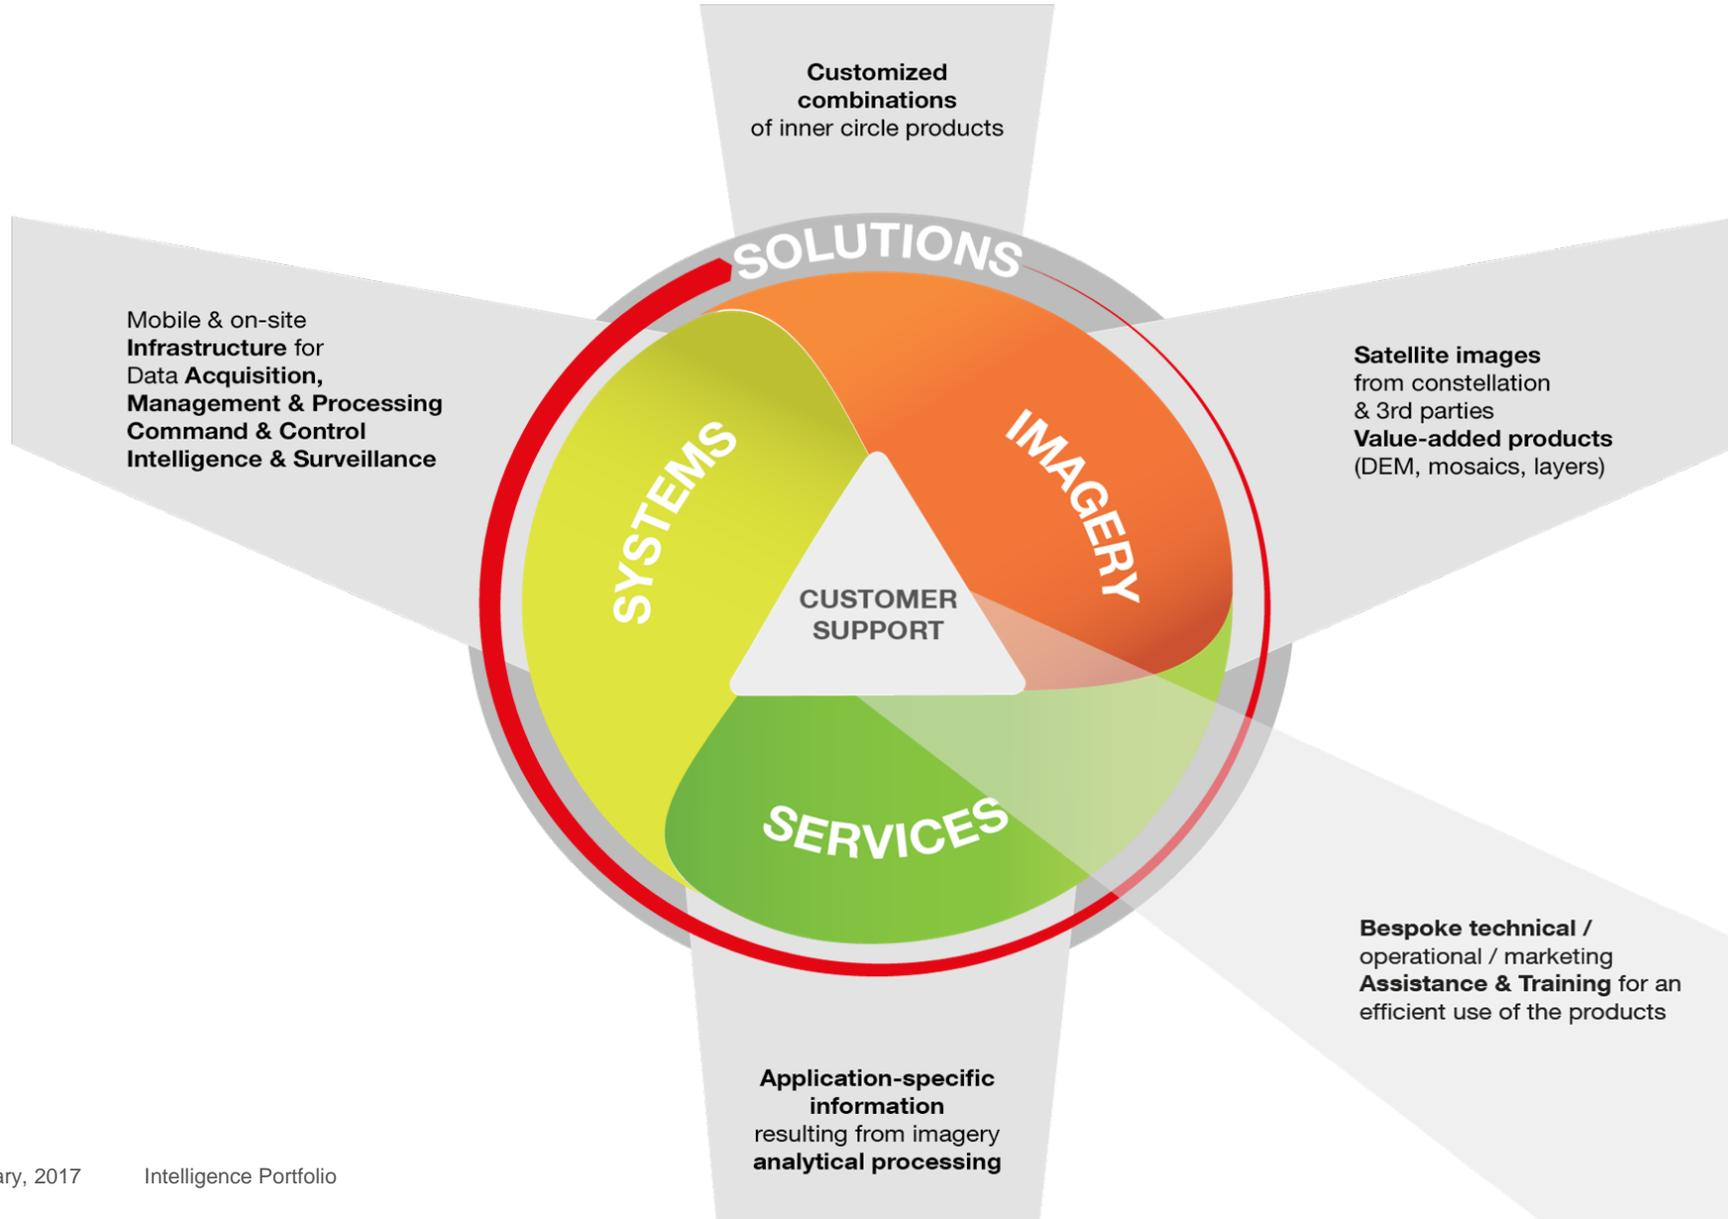 Customized
combinations
of inner circle products
SOLUTIONS
Mobile & on-site
Infrastructure for
Data Acquisition,
Management & Processing
Command & Control
Intelligence & Surveillance
SYSTEMS
IMAGERY
Satellite images
from constellation
& 3rd parties
Value-added products
(DEM, mosaics, layers)
CUSTOMER
SUPPORT
SERVICES
Bespoke technical /
operational / marketing
Assistance & Training for an
efficient use of the products
Application-specific
information
resulting from imagery
analytical processing
2017
Intelligence Portfolio